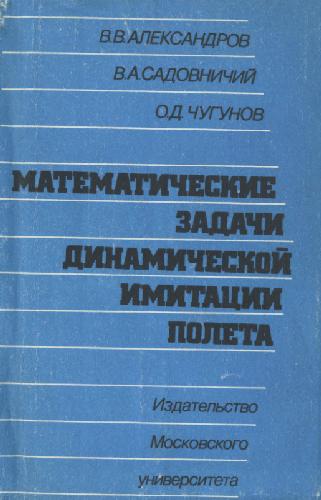 В.В.АЛЕКСАНДРОВ
В.А.САДОВНИЧИЙ
О.Д.ЧУГУНОВ
МАТЕМАТИЧЕСКИЕ
ЗАДАЧИ
ДИНАМИЧЕСКОЙ
ИМИТАЦИИ
ПОЛЕТА
Издательство
Московского
университета